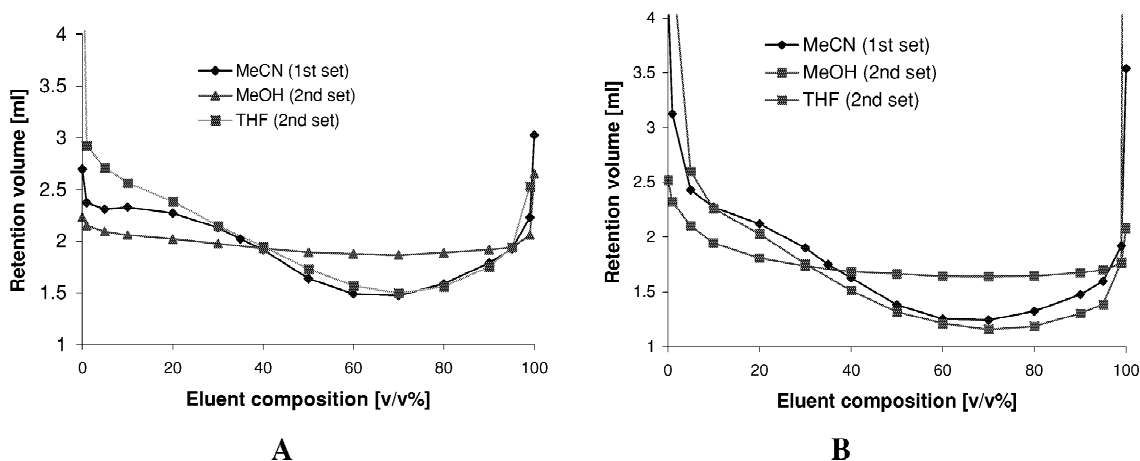 4
3.5
3
2.5
2
1.5
1
Retention volume [ml]
MeCN (1st set)
MeOH (2nd set)
THF (2nd set)
0 20 40 60 80 100
Eluent composition [v/v%]
A
4
3.5
3
2.5
2
1.5
1
Retention volume [ml]
MeCN (1st set)
MeOH (2nd set)
THF (2nd set)
0 20 40 60 80 100
Eluent composition [v/v%]
B